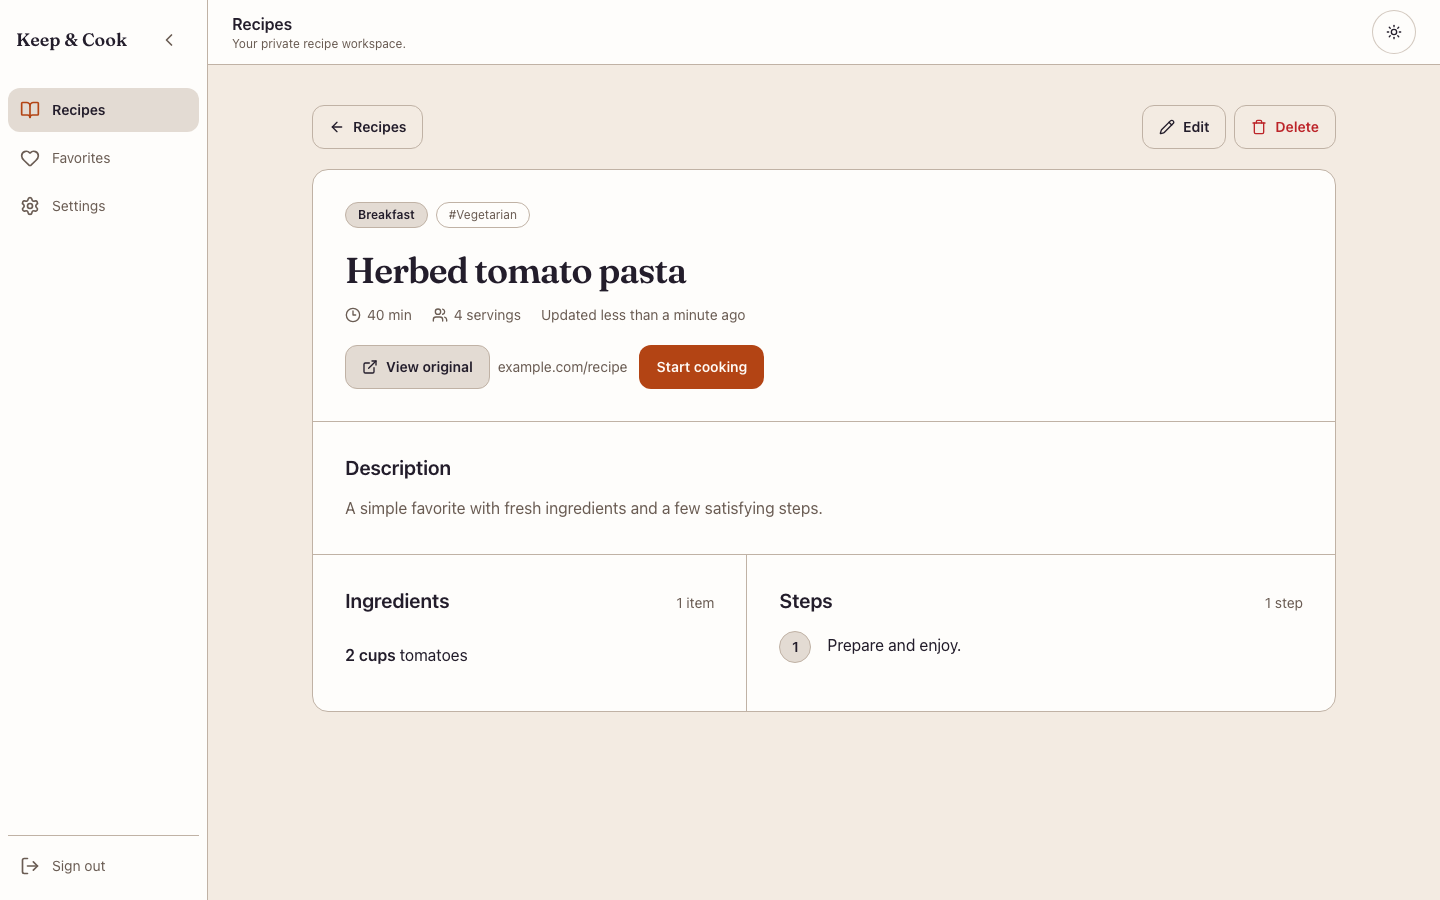 Keep & Cook
Recipes
Favorites
Settings
Sign out
Recipes
Your private recipe workspace.
Recipes
Edit
Delete
Breakfast
#Vegetarian
Herbed tomato pasta
40 min
4 servings
Updated less than a minute ago
View original
example.com/recipe
Start cooking
Description
A simple favorite with fresh ingredients and a few satisfying steps.
Ingredients
1 item
2 cups tomatoes
Steps
1 step
1
Prepare and enjoy.